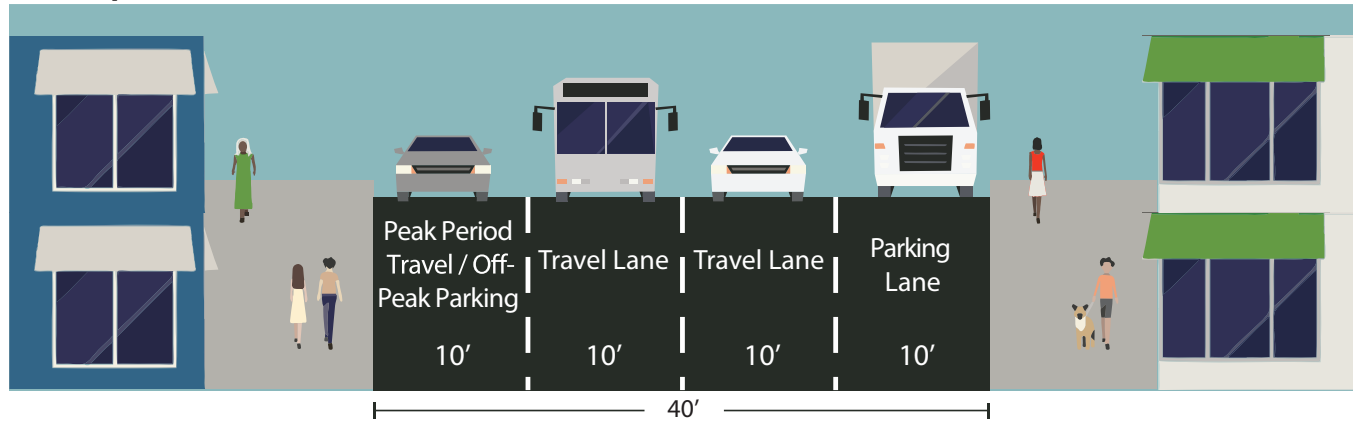 Peak Period
Travel / Off-
Peak Parking
10’
Travel Lane
10’
Travel Lane
10’
Parking
Lane
10’
40’